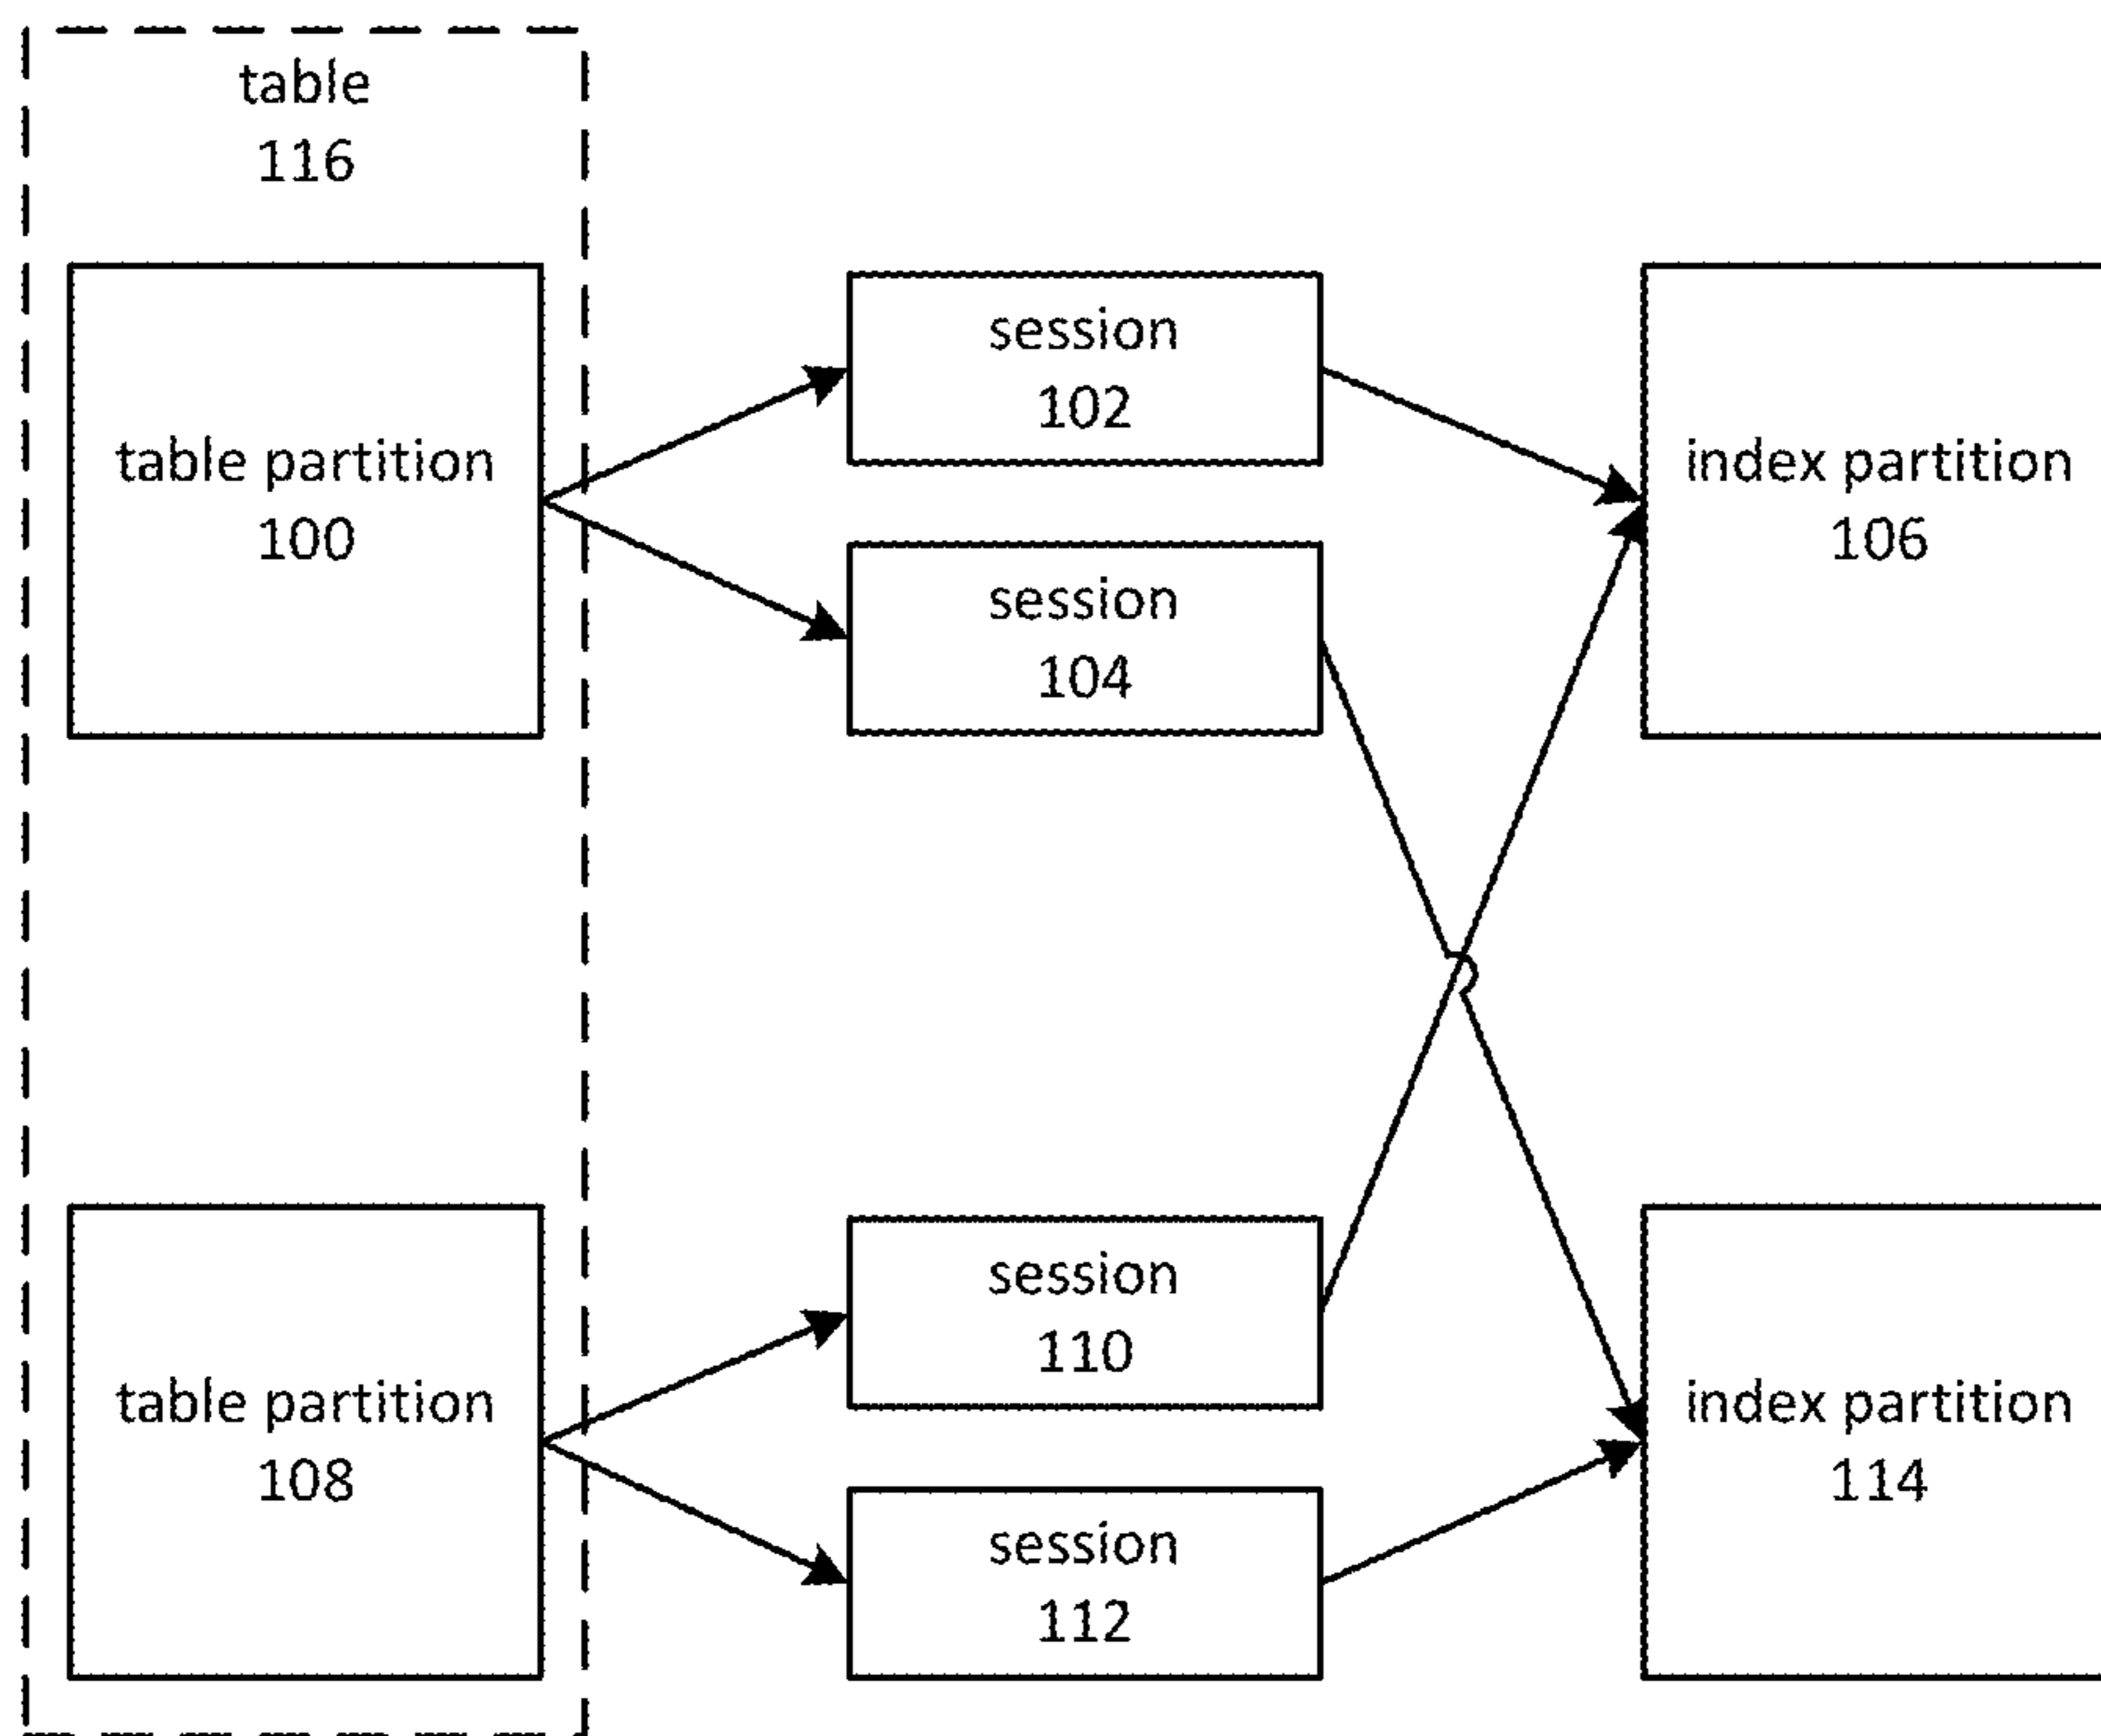 table
116
table partition
100
session
102
session
104
index partition
106
table partition
108
session
110
session
112
index partition
114